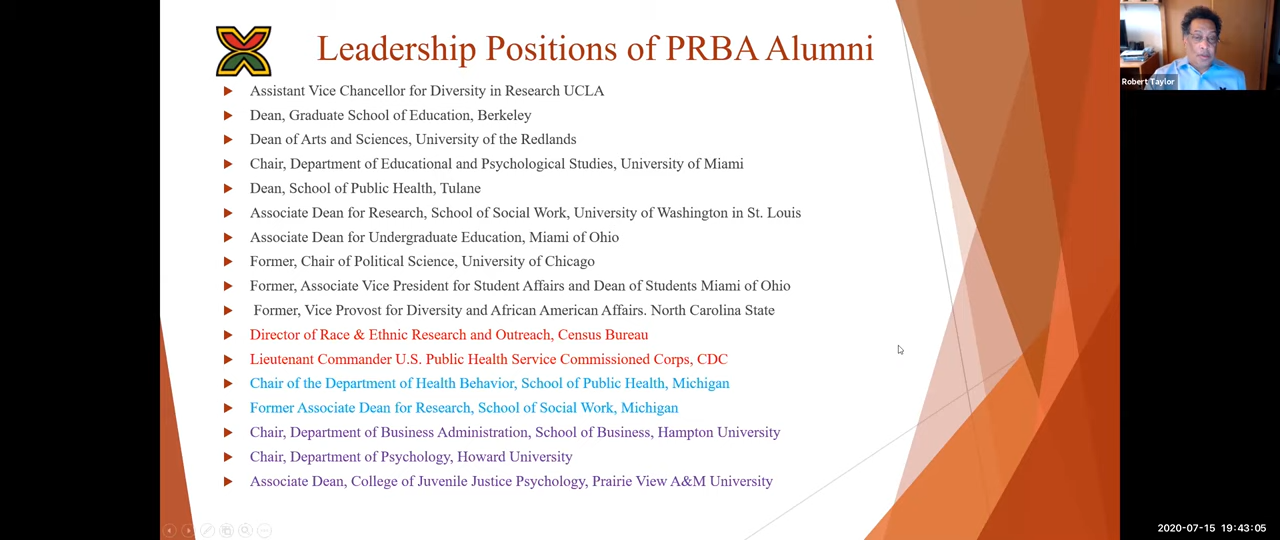 Leadership Positions of PRBA Alumni
Assistant Vice Chancellor for Diversity in Research UCLA
Dean, Graduate School of Education, Berkeley
Dean of Arts and Sciences, University of the Redlands
Chair, Department of Educational and Psychological Studies, University of Miami
Dean, School of Public Health, Tulane
Associate Dean for Research, School of Social Work, University of Washington in St. Louis
Associate Dean for Undergraduate Education, Miami of Ohio
Former, Chair of Political Science, University of Chicago
Former, Associate Vice President for Student Affairs and Dean of Students Miami of Ohio
Former, Vice Provost for Diversity and African American Affairs. North Carolina State
Director of Race & Ethnic Research and Outreach, Census Bureau
Lieutenant Commander U.S. Public Health Service Commissioned Corps, CDC
Chair of the Department of Health Behavior, School of Public Health, Michigan
Former Associate Dean for Research, School of Social Work, Michigan
Chair, Department of Business Administration, School of Business, Hampton University
Chair, Department of Psychology, Howard University
Associate Dean, College of Juvenile Justice Psychology, Prairie View A&M University
Robert Taylor
2020-07-15 19:43:05